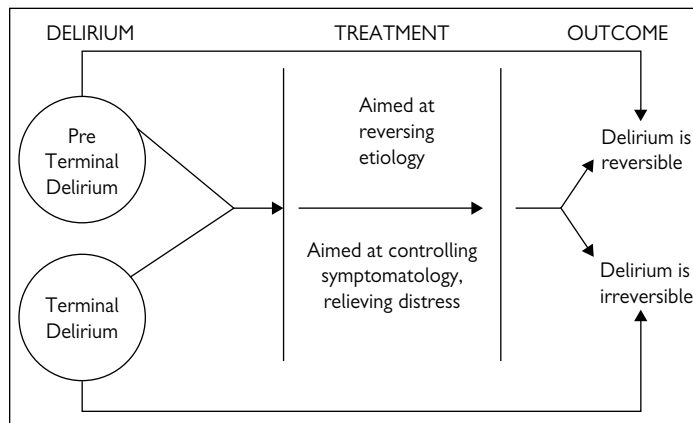 DELIRIUM
TREATMENT
OUTCOME
Pre
Terminal
Delirium
Aimed at
reversing
etiology
Delirium is
reversible
Terminal
Delirium
Aimed at controlling
symptomatology,
relieving distress
Delirium is
irreversible